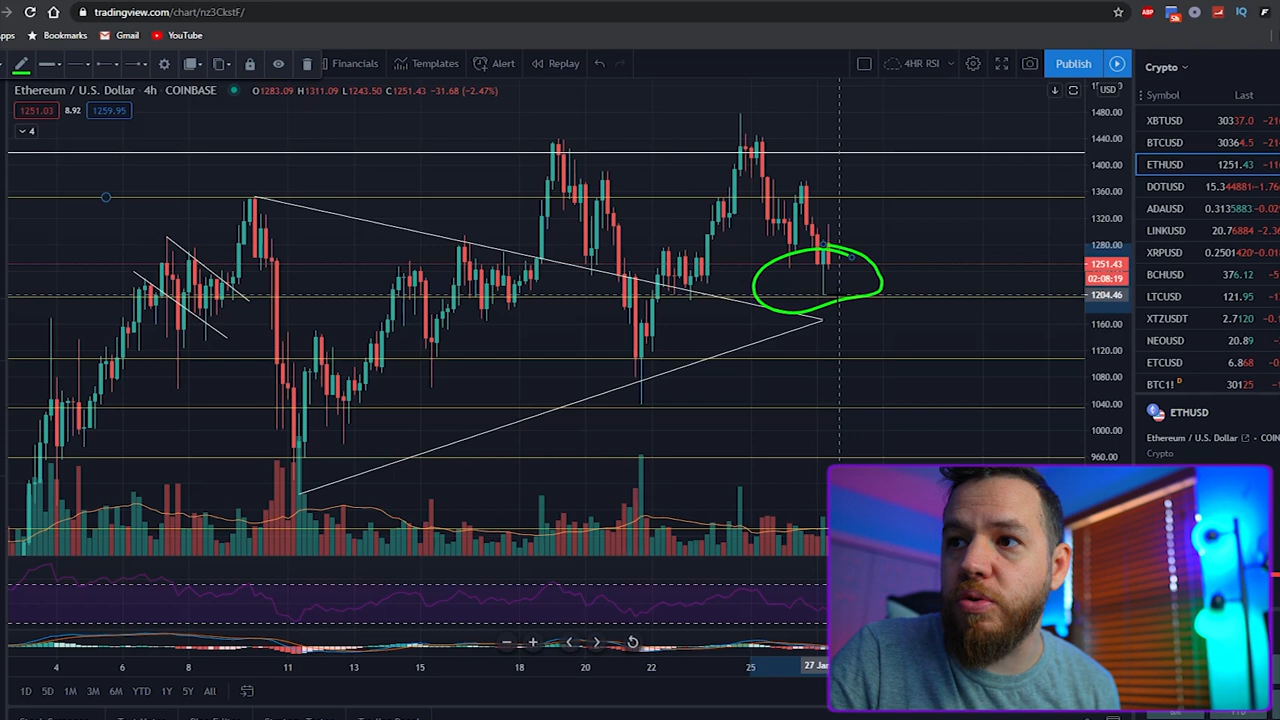 tradingview.com/chart/nz3CkstF/
Bookmarks Gmail YouTube
Financials Templates Alert Replay 4HR RSI Publish Crypto
Ethereum / U.S. Dollar 4h COINBASE O1283.09 H1311.09 L1243.50 C1251.43 -31.68 (-2.47%) USD Symbol Last
1251.03 8.92 1259.95
4
1480.00
1440.00
1400.00
1360.00
1320.00
1280.00
1251.43
02:08:19
1204.46
1160.00
1120.00
1080.00
1040.00
1000.00
960.00
XBTUSD 30337.0
BTCUSD 30364.5
ETHUSD 1251.43
DOTUSD 15.344881
ADAUSD 0.3135883
LINKUSD 20.76884
XRPUSD 0.2501420
BCHUSD 376.12
LTCUSD 121.95
XTZUSDT 2.7120
NEOUSD 20.89
ETCUSD 6.868
BTC1! D 30125
ETHUSD
Ethereum / U.S. Dollar
Crypto
4 6 8 11 13 15 18 20 22 25 27 Jan
1D 5D 1M 3M 6M YTD 1Y 5Y All